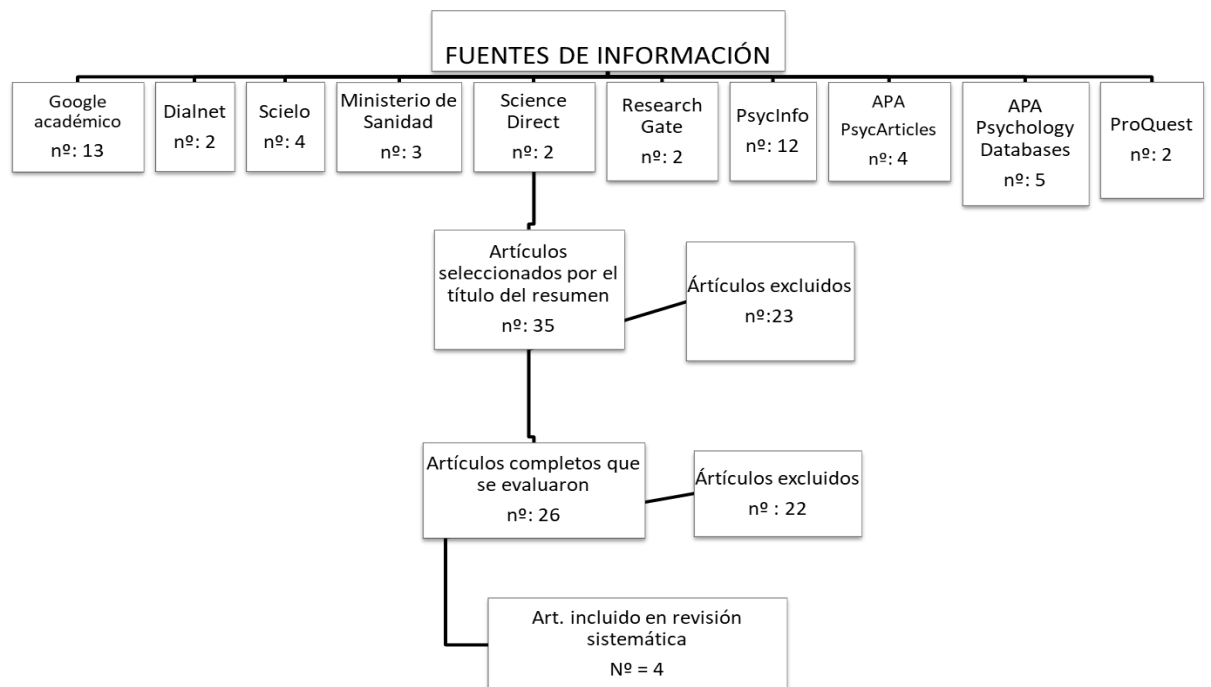 FUENTES DE INFORMACIÓN
Google
académico
nº: 13
Dialnet
nº: 2
Scielo
nº: 4
Ministerio de
Sanidad
nº: 3
Science
Direct
nº: 2
Research
Gate
nº: 2
PsycInfo
nº: 12
APA
PsycArticles
nº: 4
APA
Psychology
Databases
nº: 5
ProQuest
nº: 2
Artículos
seleccionados por el
título del resumen
nº: 35
Ártículos excluidos
nº:23
Artículos completos que
se evaluaron
nº: 26
Ártículos excluidos
nº : 22
Art. incluido en revisión
sistemática
Nº = 4